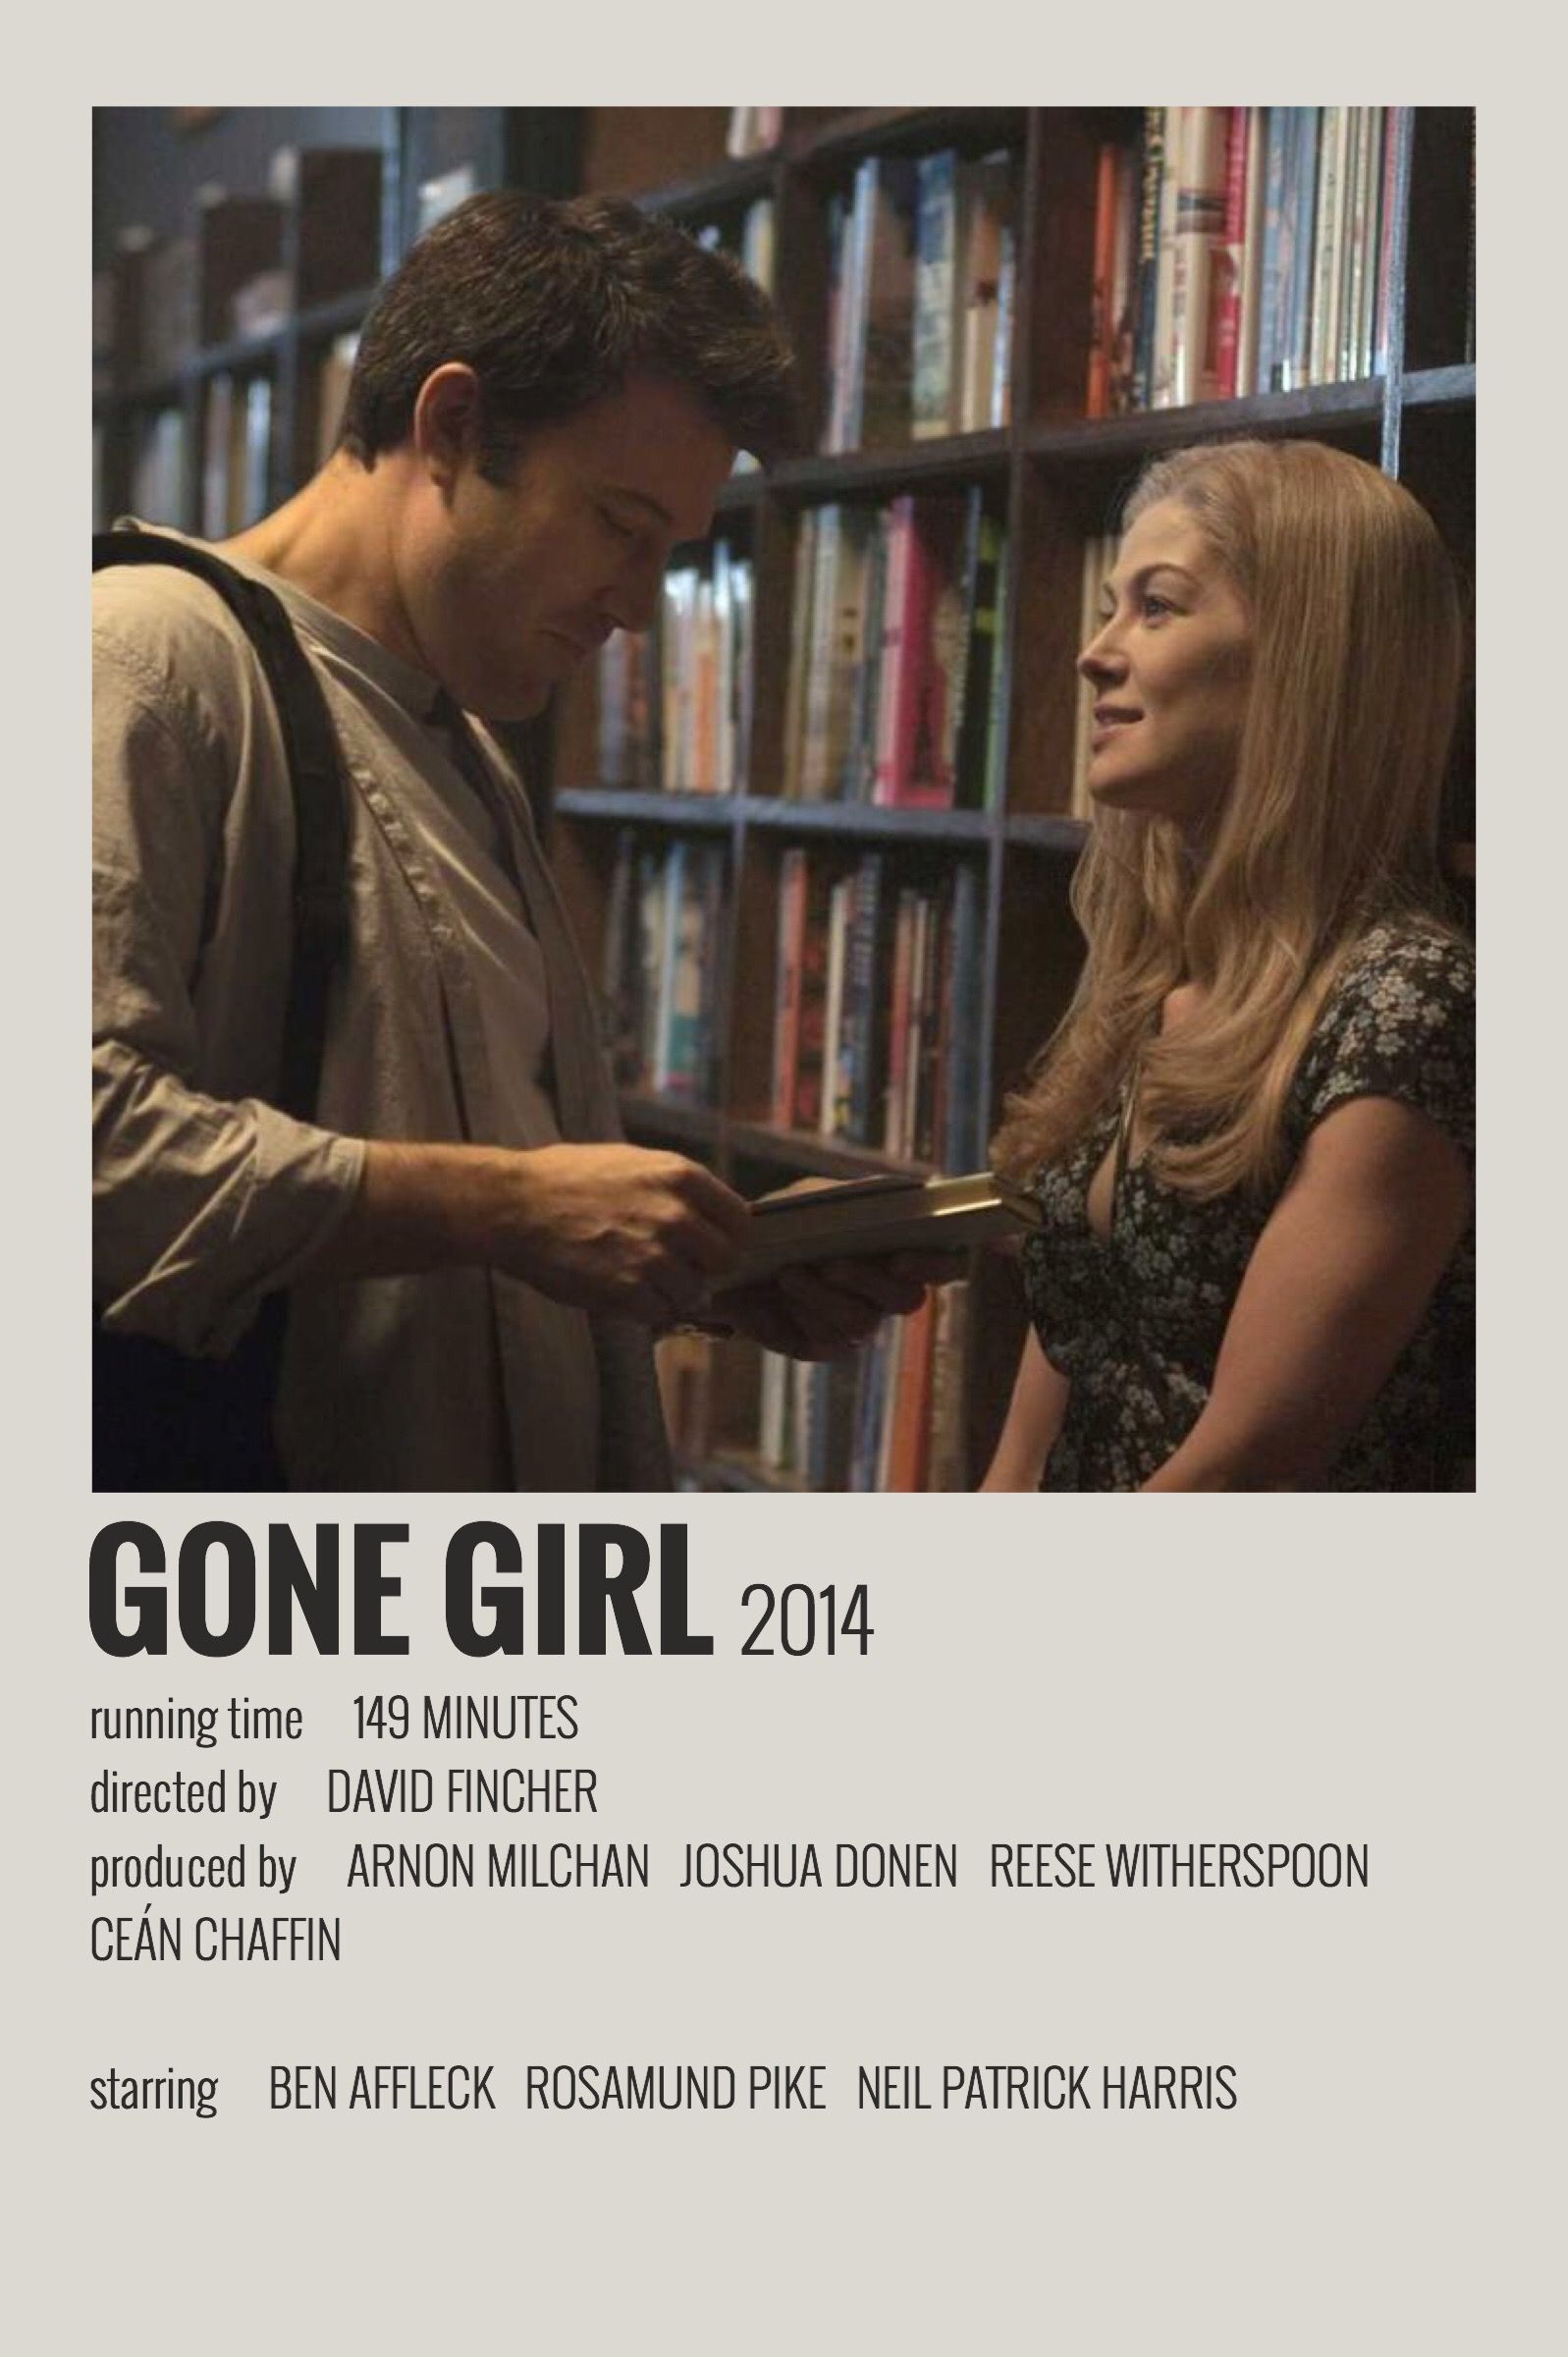 GONE GIRL 2014
running time 149 MINUTES
directed by DAVID FINCHER
produced by ARNON MILCHAN JOSHUA DONEN REESE WITHERSPOON
CEÁN CHAFFIN
starring BEN AFFLECK ROSAMUND PIKE NEIL PATRICK HARRIS